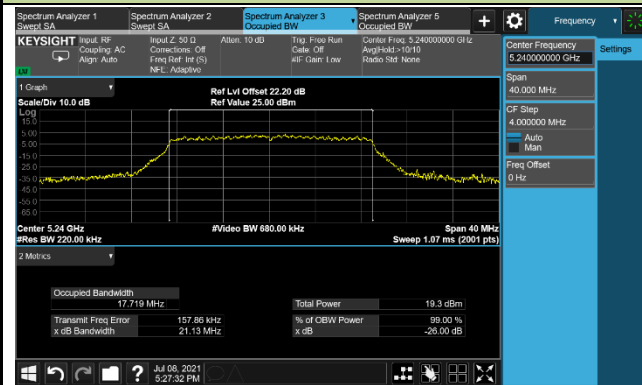 Spectrum Analyzer 1 Spectrum Analyzer 2 Spectrum Analyzer 3 Spectrum Analyzer 5 Frequency
Swept SA Swept SA Occupied BW Occupied BW
KEYSIGHT Input: RF Input Z: 50 Ω Atten: 10 dB Trig: Free Run Center Freq: 5.240000000 GHz
Coupling: AC Corrections: Off Gate: Off Avg|Hold:>10/10
Align: Auto Freq Ref: Int (S) #IF Gain: Low Radio Std: None
NFE: Adaptive
Center Frequency Settings
5.240000000 GHz
Span
40.000 MHz
CF Step
4.000000 MHz
Auto
Man
Freq Offset
0 Hz
1 Graph Ref Lvl Offset 22.20 dB
Scale/Div 10.0 dB Ref Value 25.00 dBm
Log
15.0
5.00
-5.00
-15.0
-25.0
-35.0
-45.0
-55.0
-65.0
Center 5.24 GHz #Video BW 680.00 kHz Span 40 MHz
#Res BW 220.00 kHz Sweep 1.07 ms (2001 pts)
2 Metrics
Occupied Bandwidth
17.719 MHz Total Power 19.3 dBm
Transmit Freq Error 157.86 kHz % of OBW Power 99.00 %
x dB Bandwidth 21.13 MHz x dB -26.00 dB
Jul 08, 2021
5:27:32 PM